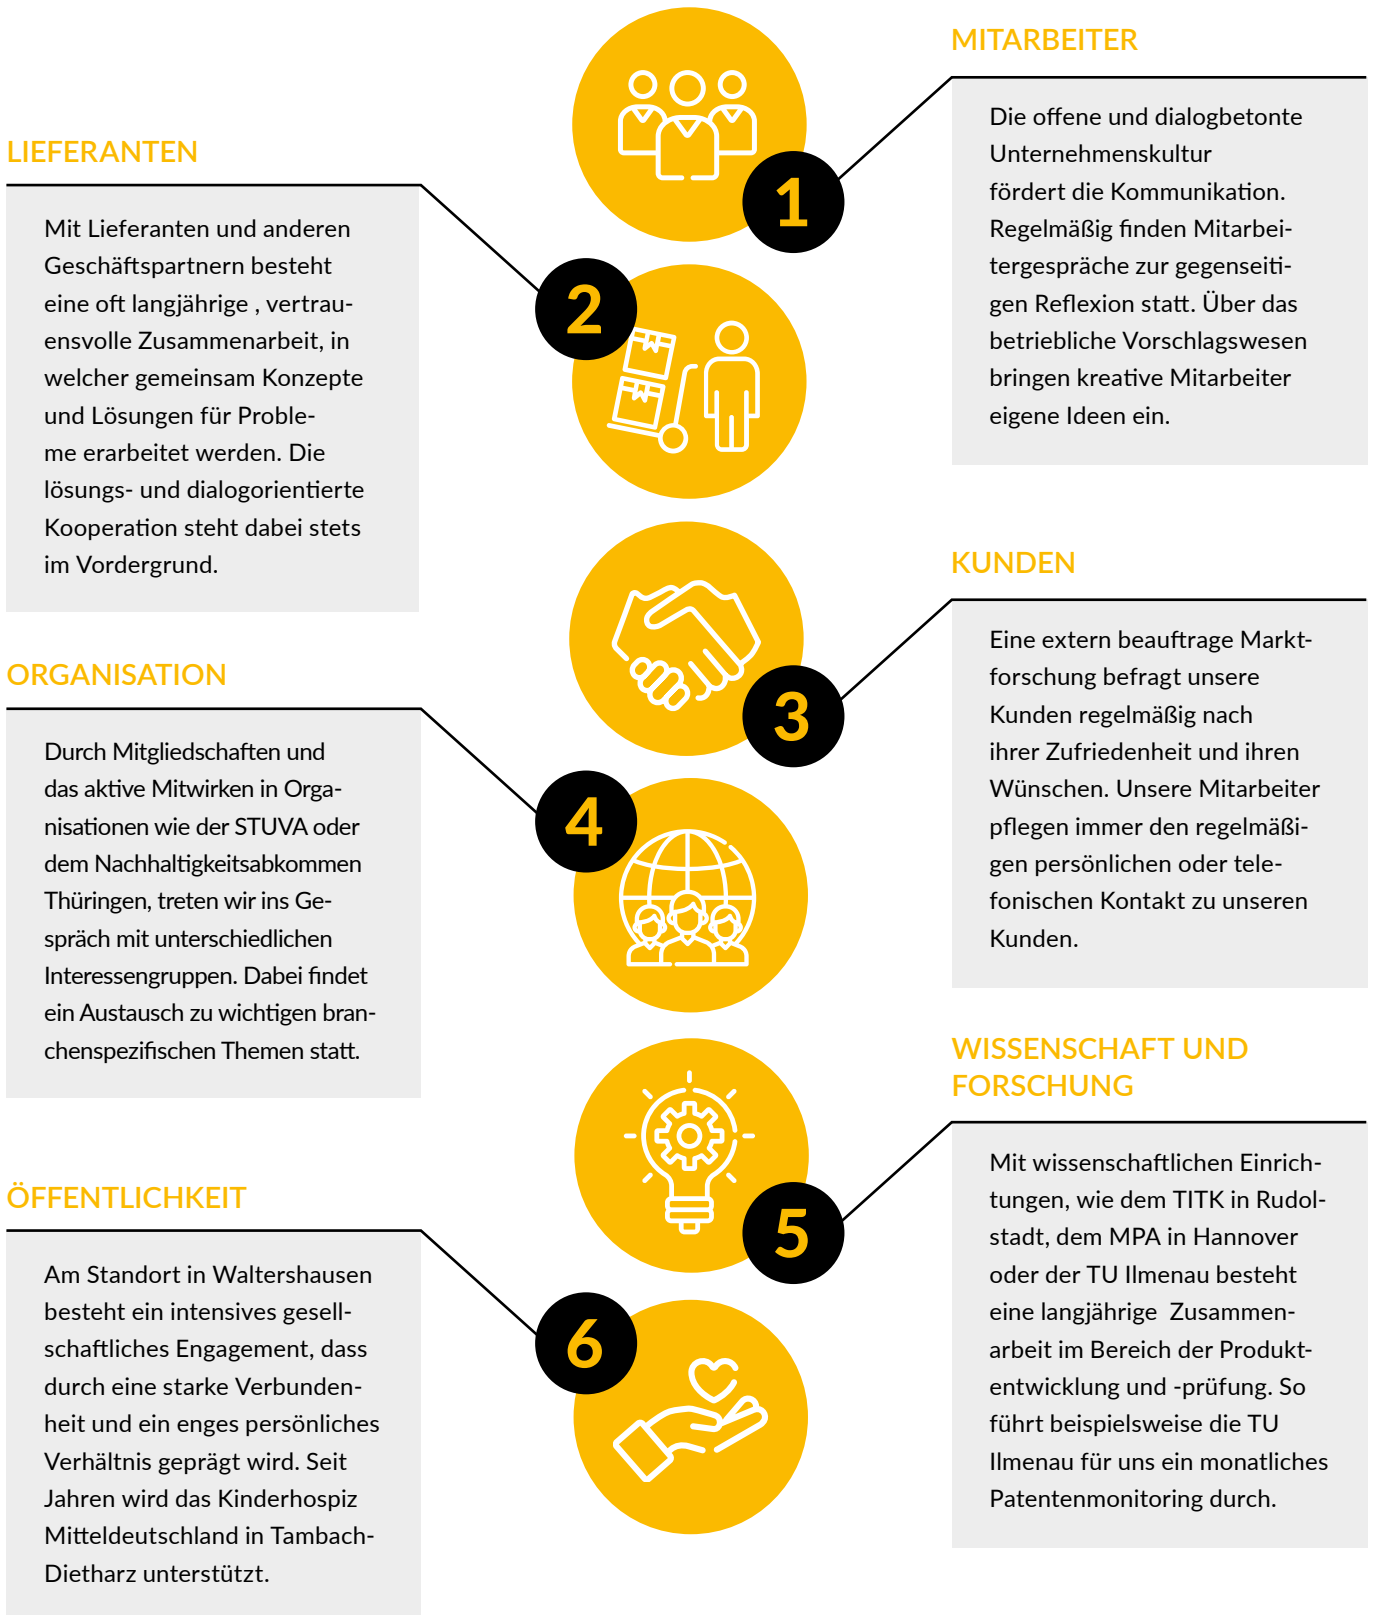 MITARBEITER
1
Die offene und dialogbetonte
Unternehmenskultur
fördert die Kommunikation.
Regelmäßig finden Mitarbei-
tergespräche zur gegenseiti-
gen Reflexion statt. Über das
betriebliche Vorschlagswesen
bringen kreative Mitarbeiter
eigene Ideen ein.
LIEFERANTEN
2
Mit Lieferanten und anderen
Geschäftspartnern besteht
eine oft langjährige , vertrau-
ensvolle Zusammenarbeit, in
welcher gemeinsam Konzepte
und Lösungen für Proble-
me erarbeitet werden. Die
lösungs- und dialogorientierte
Kooperation steht dabei stets
im Vordergrund.
KUNDEN
3
Eine extern beauftrage Markt-
forschung befragt unsere
Kunden regelmäßig nach
ihrer Zufriedenheit und ihren
Wünschen. Unsere Mitarbeiter
pflegen immer den regelmäßi-
gen persönlichen oder tele-
fonischen Kontakt zu unseren
Kunden.
ORGANISATION
4
Durch Mitgliedschaften und
das aktive Mitwirken in Orga-
nisationen wie der STUVA oder
dem Nachhaltigkeitsabkommen
Thüringen, treten wir ins Ge-
spräch mit unterschiedlichen
Interessengruppen. Dabei findet
ein Austausch zu wichtigen bran-
chenspezifischen Themen statt.
WISSENSCHAFT UND
FORSCHUNG
5
Mit wissenschaftlichen Einrich-
tungen, wie dem TITK in Rudol-
stadt, dem MPA in Hannover
oder der TU Ilmenau besteht
eine langjährige  Zusammen-
arbeit im Bereich der Produkt-
entwicklung und -prüfung. So
führt beispielsweise die TU
Ilmenau für uns ein monatliches
Patentenmonitoring durch.
ÖFFENTLICHKEIT
6
Am Standort in Waltershausen
besteht ein intensives gesell-
schaftliches Engagement, dass
durch eine starke Verbunden-
heit und ein enges persönliches
Verhältnis geprägt wird. Seit
Jahren wird das Kinderhospiz
Mitteldeutschland in Tambach-
Dietharz unterstützt.